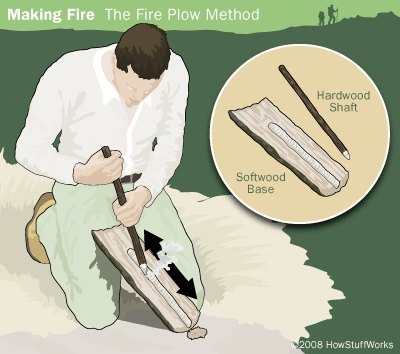 Making Fire The Fire Plow Method
Hardwood
Shaft
Softwood
Base
©2008 HowStuffWorks